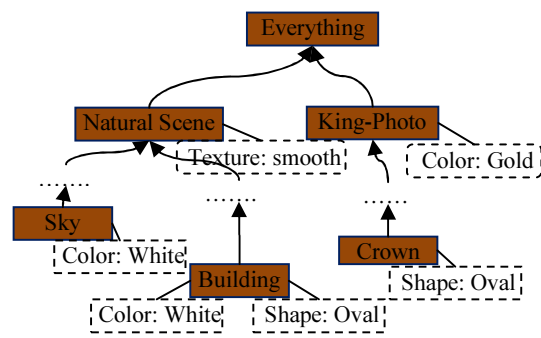 Everything
Natural Scene
King-Photo
Texture: smooth
Color: Gold
Sky
Color: White
Crown
Building
Shape: Oval
Color: White
Shape: Oval